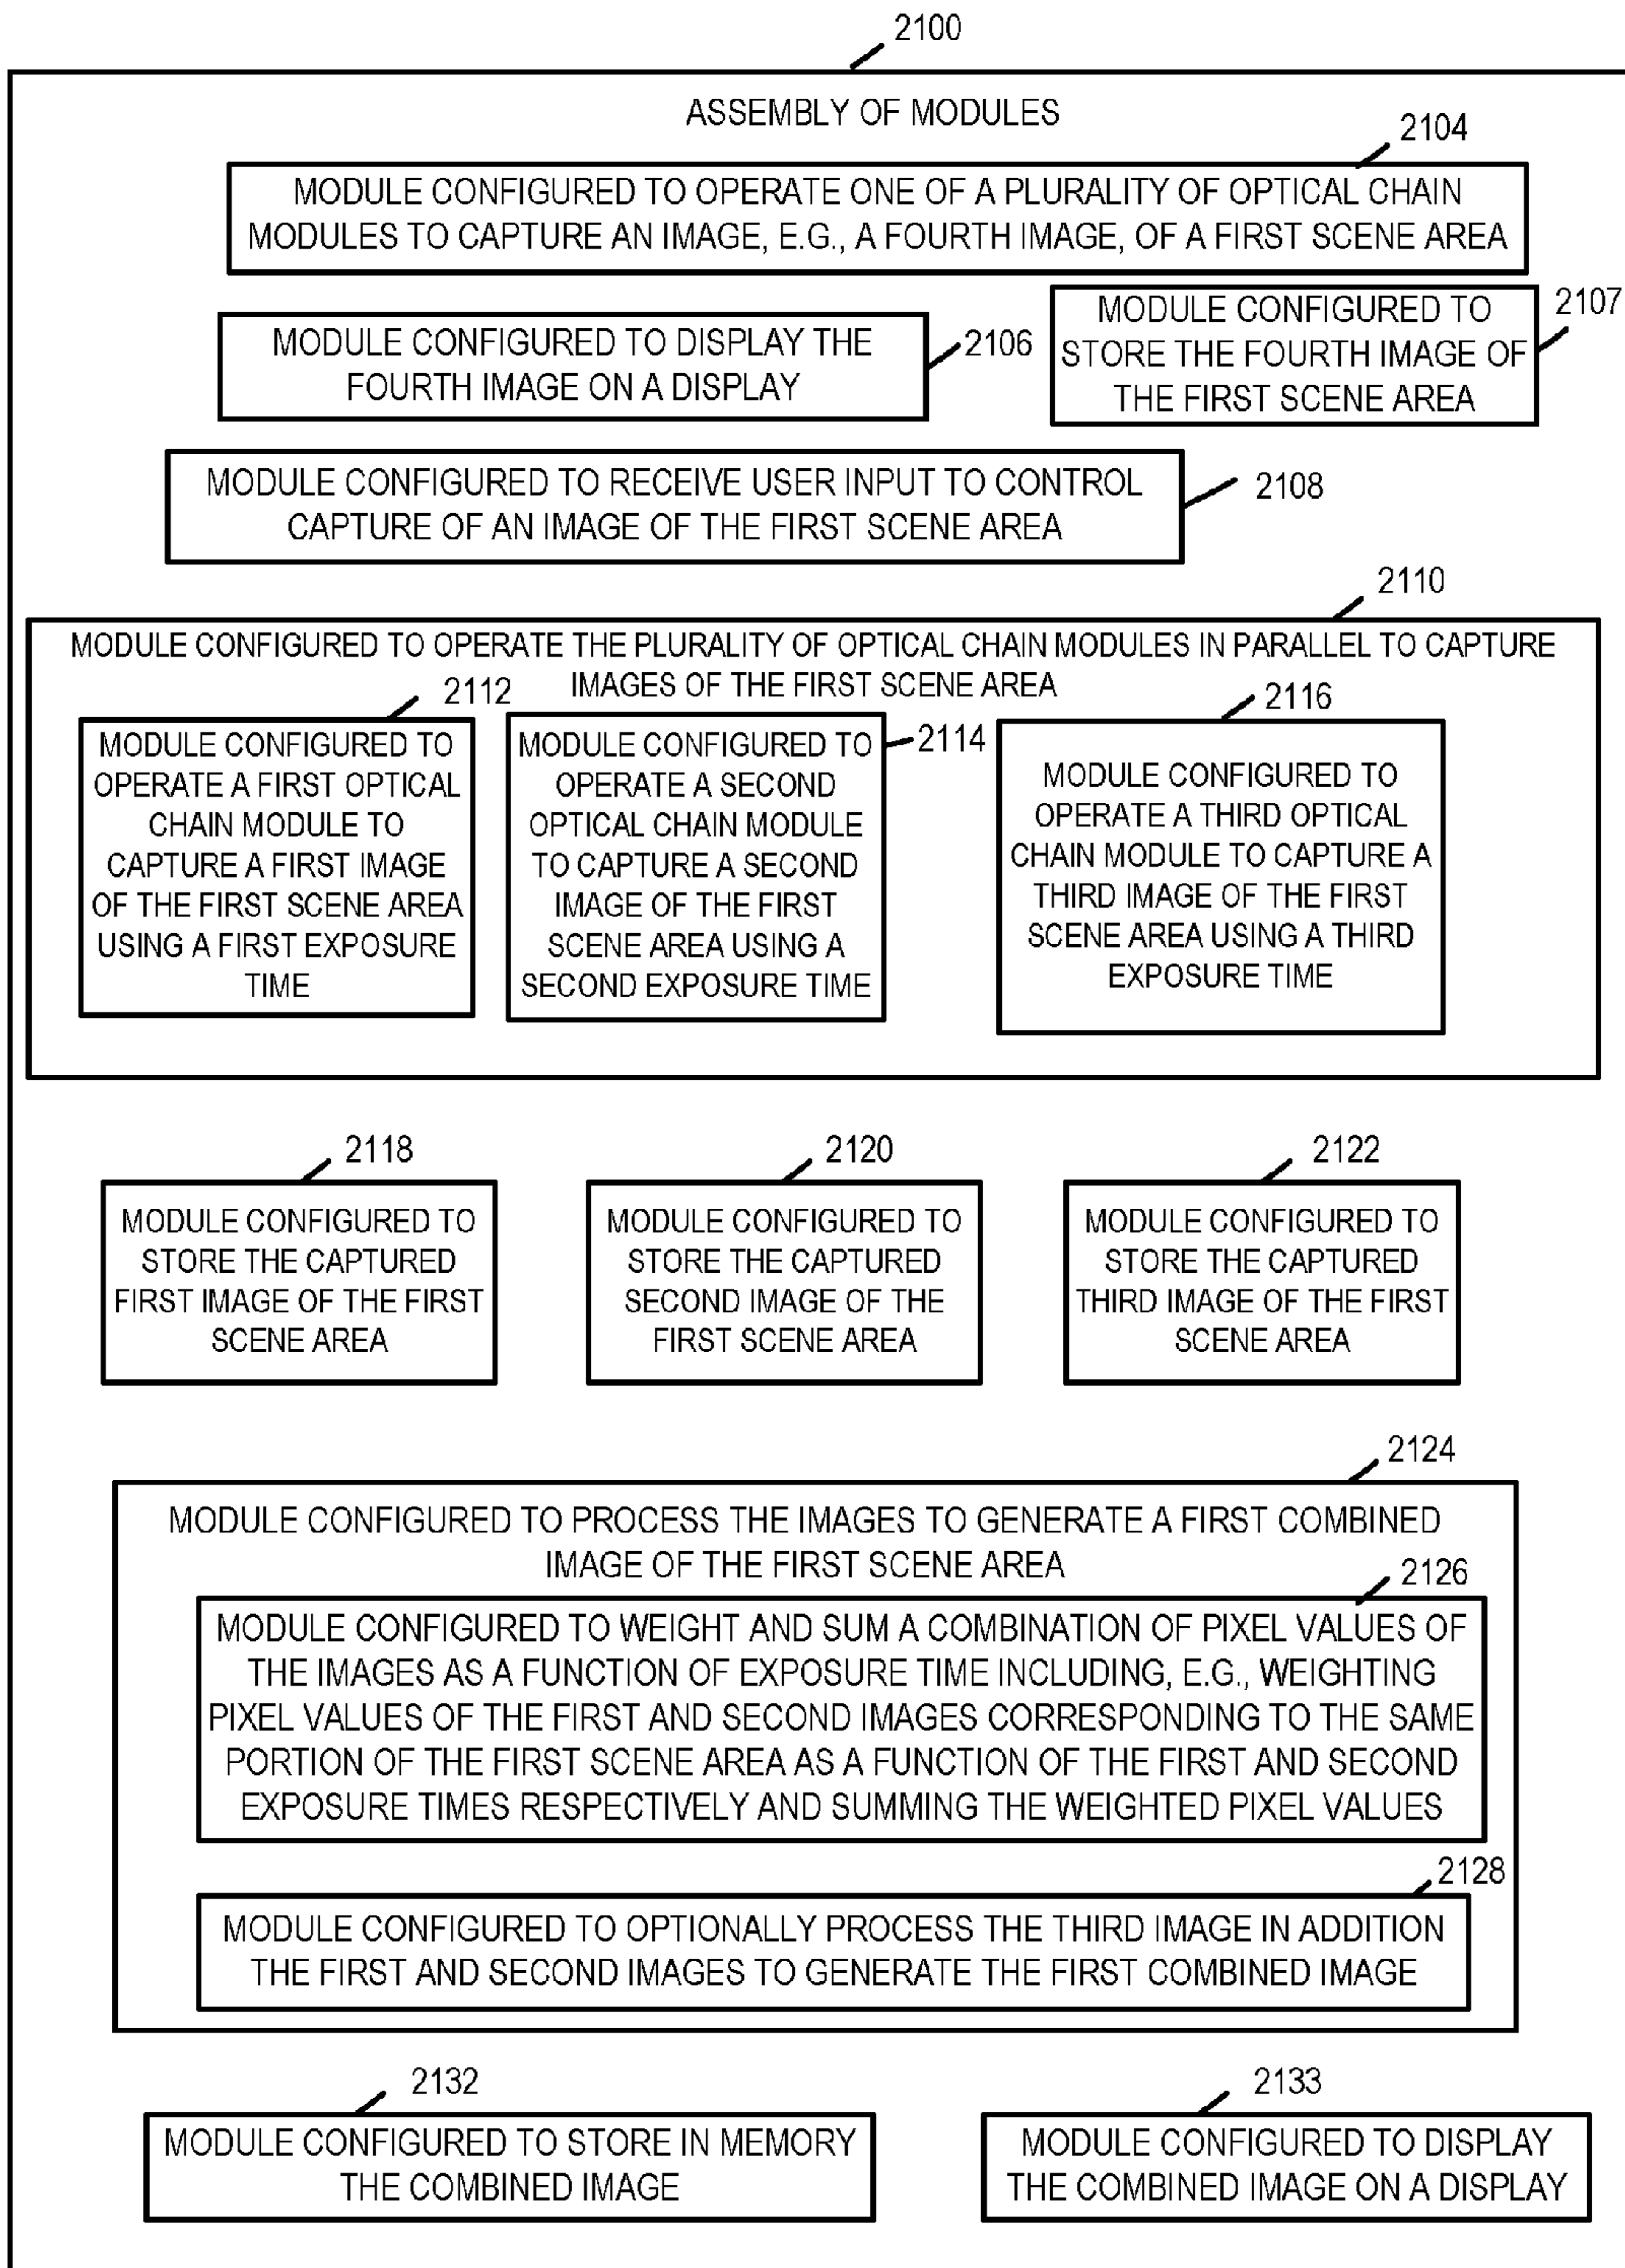 2100
ASSEMBLY OF MODULES
2104
MODULE CONFIGURED TO OPERATE ONE OF A PLURALITY OF OPTICAL CHAIN
MODULES TO CAPTURE AN IMAGE, E.G., A FOURTH IMAGE, OF A FIRST SCENE AREA
MODULE CONFIGURED TO DISPLAY THE
FOURTH IMAGE ON A DISPLAY
2106
MODULE CONFIGURED TO
STORE THE FOURTH IMAGE OF
THE FIRST SCENE AREA
2107
MODULE CONFIGURED TO RECEIVE USER INPUT TO CONTROL
CAPTURE OF AN IMAGE OF THE FIRST SCENE AREA
2108
2110
MODULE CONFIGURED TO OPERATE THE PLURALITY OF OPTICAL CHAIN MODULES IN PARALLEL TO CAPTURE
IMAGES OF THE FIRST SCENE AREA
2112
MODULE CONFIGURED TO
OPERATE A FIRST OPTICAL
CHAIN MODULE TO
CAPTURE A FIRST IMAGE
OF THE FIRST SCENE AREA
USING A FIRST EXPOSURE
TIME
2114
MODULE CONFIGURED TO
OPERATE A SECOND
OPTICAL CHAIN MODULE
TO CAPTURE A SECOND
IMAGE OF THE FIRST
SCENE AREA USING A
SECOND EXPOSURE TIME
2116
MODULE CONFIGURED TO
OPERATE A THIRD OPTICAL
CHAIN MODULE TO CAPTURE A
THIRD IMAGE OF THE FIRST
SCENE AREA USING A THIRD
EXPOSURE TIME
2118
MODULE CONFIGURED TO
STORE THE CAPTURED
FIRST IMAGE OF THE FIRST
SCENE AREA
2120
MODULE CONFIGURED TO
STORE THE CAPTURED
SECOND IMAGE OF THE
FIRST SCENE AREA
2122
MODULE CONFIGURED TO
STORE THE CAPTURED
THIRD IMAGE OF THE FIRST
SCENE AREA
2124
MODULE CONFIGURED TO PROCESS THE IMAGES TO GENERATE A FIRST COMBINED
IMAGE OF THE FIRST SCENE AREA
2126
MODULE CONFIGURED TO WEIGHT AND SUM A COMBINATION OF PIXEL VALUES OF
THE IMAGES AS A FUNCTION OF EXPOSURE TIME INCLUDING, E.G., WEIGHTING
PIXEL VALUES OF THE FIRST AND SECOND IMAGES CORRESPONDING TO THE SAME
PORTION OF THE FIRST SCENE AREA AS A FUNCTION OF THE FIRST AND SECOND
EXPOSURE TIMES RESPECTIVELY AND SUMMING THE WEIGHTED PIXEL VALUES
2128
MODULE CONFIGURED TO OPTIONALLY PROCESS THE THIRD IMAGE IN ADDITION
THE FIRST AND SECOND IMAGES TO GENERATE THE FIRST COMBINED IMAGE
2132
MODULE CONFIGURED TO STORE IN MEMORY
THE COMBINED IMAGE
2133
MODULE CONFIGURED TO DISPLAY
THE COMBINED IMAGE ON A DISPLAY